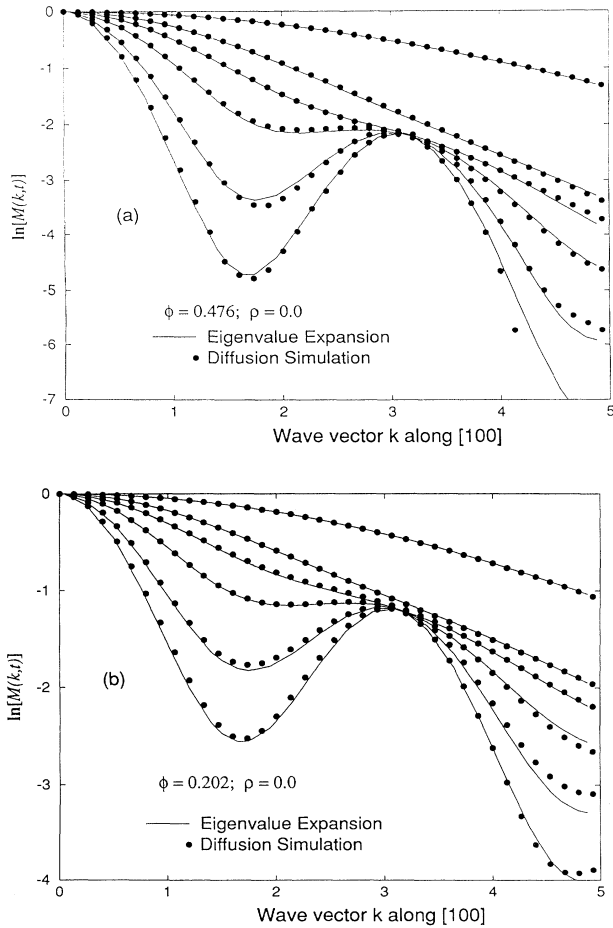 0
-1
-2
-3
-4
-5
-6
-7
ln[M(k,t)]
(a)
ϕ = 0.476; ρ = 0.0
Eigenvalue Expansion
Diffusion Simulation
0 1 2 3 4 5
Wave vector k along [100]
0
-1
-2
-3
-4
ln[M(k,t)]
(b)
ϕ = 0.202; ρ = 0.0
Eigenvalue Expansion
Diffusion Simulation
0 1 2 3 4 5
Wave vector k along [100]